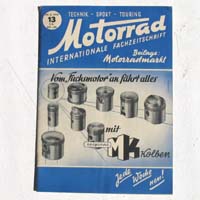 TECHNIK - SPORT - TOURING
13
Motorrad
INTERNATIONALE FACHZEITSCHRIFT
Beilage:
Motorradmarkt
Vom „Fuchsmotor" an fährt alles
mit
MK
Kolben
Jede Woche neu!